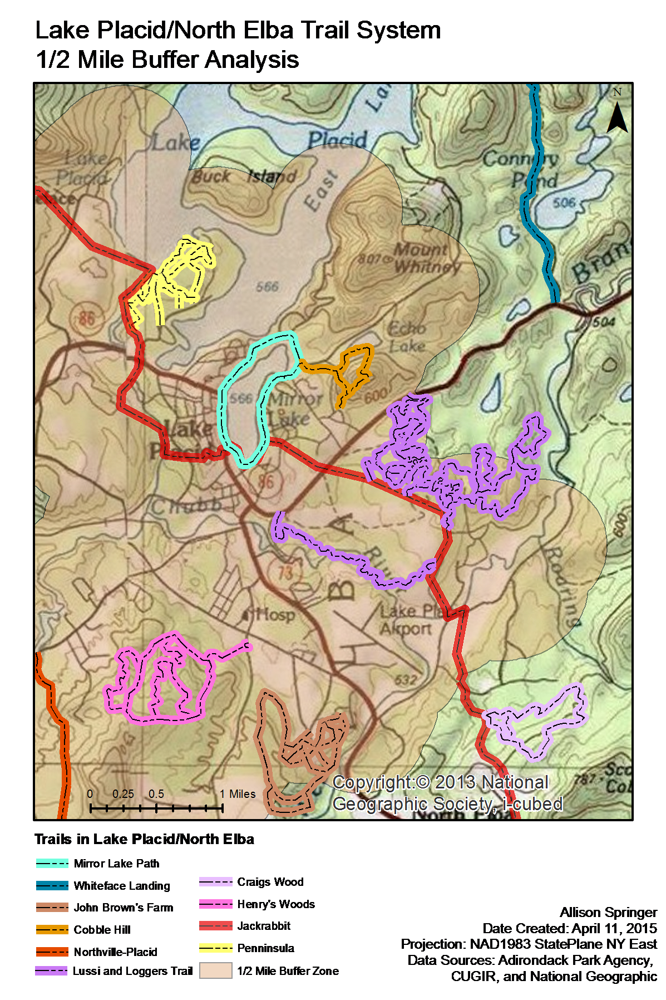 Lake Placid/North Elba Trail System
1/2 Mile Buffer Analysis
N
Lake
Placid
Lake
Placid
Buck Island
East
Connery
Pond
506
Mount
Whitney
807
566
86
504
Echo
Lake
600
566
Mirror
Lake
Lake
86
Chubb
B A
River
73
600
Roaring
Hosp
Airport
532
787
Copyright:© 2013 National
Geographic Society, i-cubed
North Elba
0 0.25 0.5 1 Miles
Trails in Lake Placid/North Elba
Mirror Lake Path
Whiteface Landing
John Brown's Farm
Cobble Hill
Northville-Placid
Lussi and Loggers Trail
Craigs Wood
Henry's Woods
Jackrabbit
Penninsula
1/2 Mile Buffer Zone
Allison Springer
Date Created: April 11, 2015
Projection: NAD1983 StatePlane NY East
Data Sources: Adirondack Park Agency,
CUGIR, and National Geographic